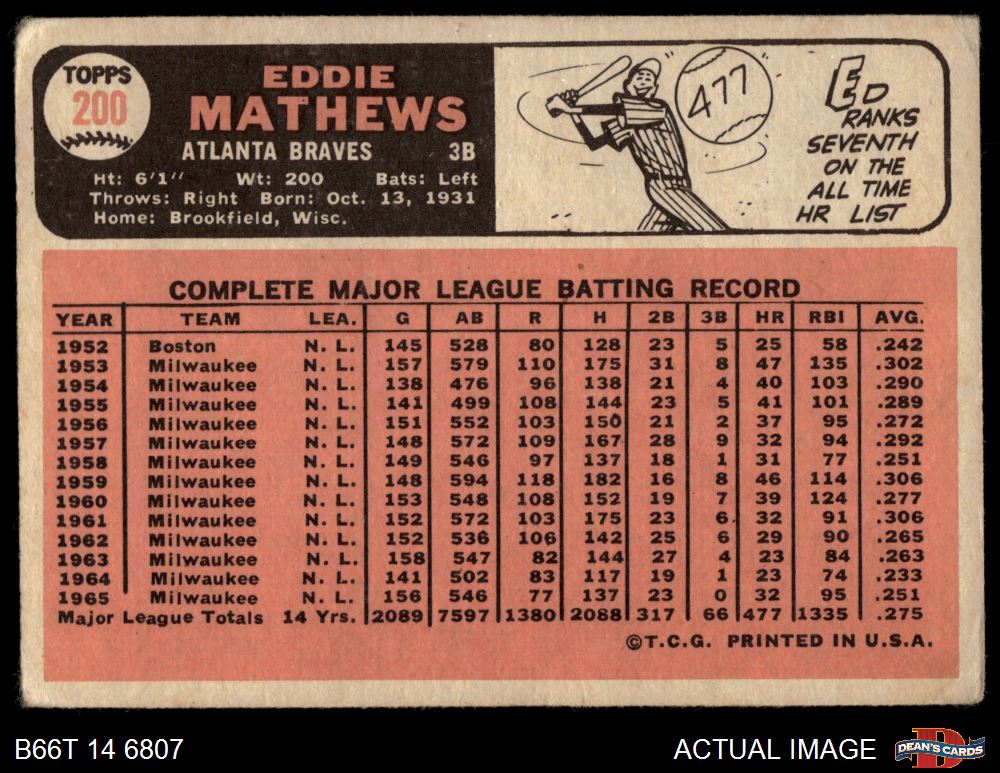 TOPPS
200
EDDIE
MATHEWS
ATLANTA BRAVES 3B
Ht: 6'1" Wt: 200 Bats: Left
Throws: Right Born: Oct. 13, 1931
Home: Brookfield, Wisc.
477
ED
RANKS
SEVENTH
ON THE
ALL TIME
HR LIST
COMPLETE MAJOR LEAGUE BATTING RECORD
YEAR TEAM LEA. G AB R H 2B 3B HR RBI AVG.
1952 Boston N. L. 145 528 80 128 23 5 25 58 .242
1953 Milwaukee N. L. 157 579 110 175 31 8 47 135 .302
1954 Milwaukee N. L. 138 476 96 138 21 4 40 103 .290
1955 Milwaukee N. L. 141 499 108 144 23 5 41 101 .289
1956 Milwaukee N. L. 151 552 103 150 21 2 37 95 .272
1957 Milwaukee N. L. 148 572 109 167 28 9 32 94 .292
1958 Milwaukee N. L. 149 546 97 137 18 1 31 77 .251
1959 Milwaukee N. L. 148 594 118 182 16 8 46 114 .306
1960 Milwaukee N. L. 153 548 108 152 19 7 39 124 .277
1961 Milwaukee N. L. 152 572 103 175 23 6 32 91 .306
1962 Milwaukee N. L. 152 536 106 142 25 6 29 90 .265
1963 Milwaukee N. L. 158 547 82 144 27 4 23 84 .263
1964 Milwaukee N. L. 141 502 83 117 19 1 23 74 .233
1965 Milwaukee N. L. 156 546 77 137 23 0 32 95 .251
Major League Totals 14 Yrs. 2089 7597 1380 2088 317 66 477 1335 .275
©T.C.G. PRINTED IN U.S.A.
B66T 14 6807
ACTUAL IMAGE
D
DEAN'S CARDS